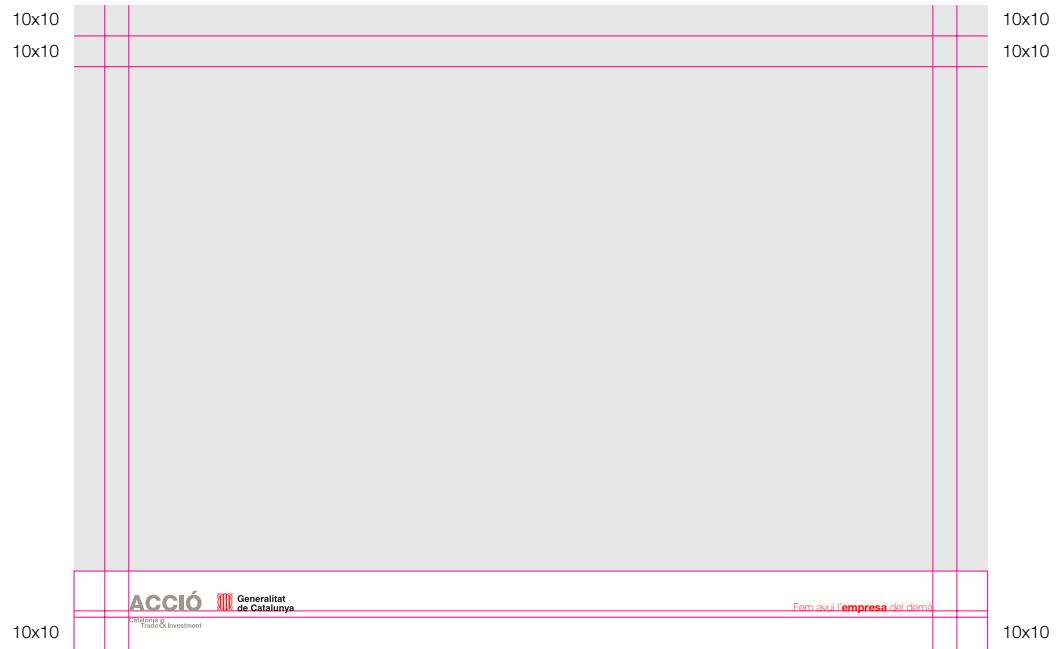 10x10
10x10
10x10
10x10
ACCIÓ
Catalonia
Trade & Investment
Generalitat
de Catalunya
Fem avui l'empresa del demà
10x10
10x10